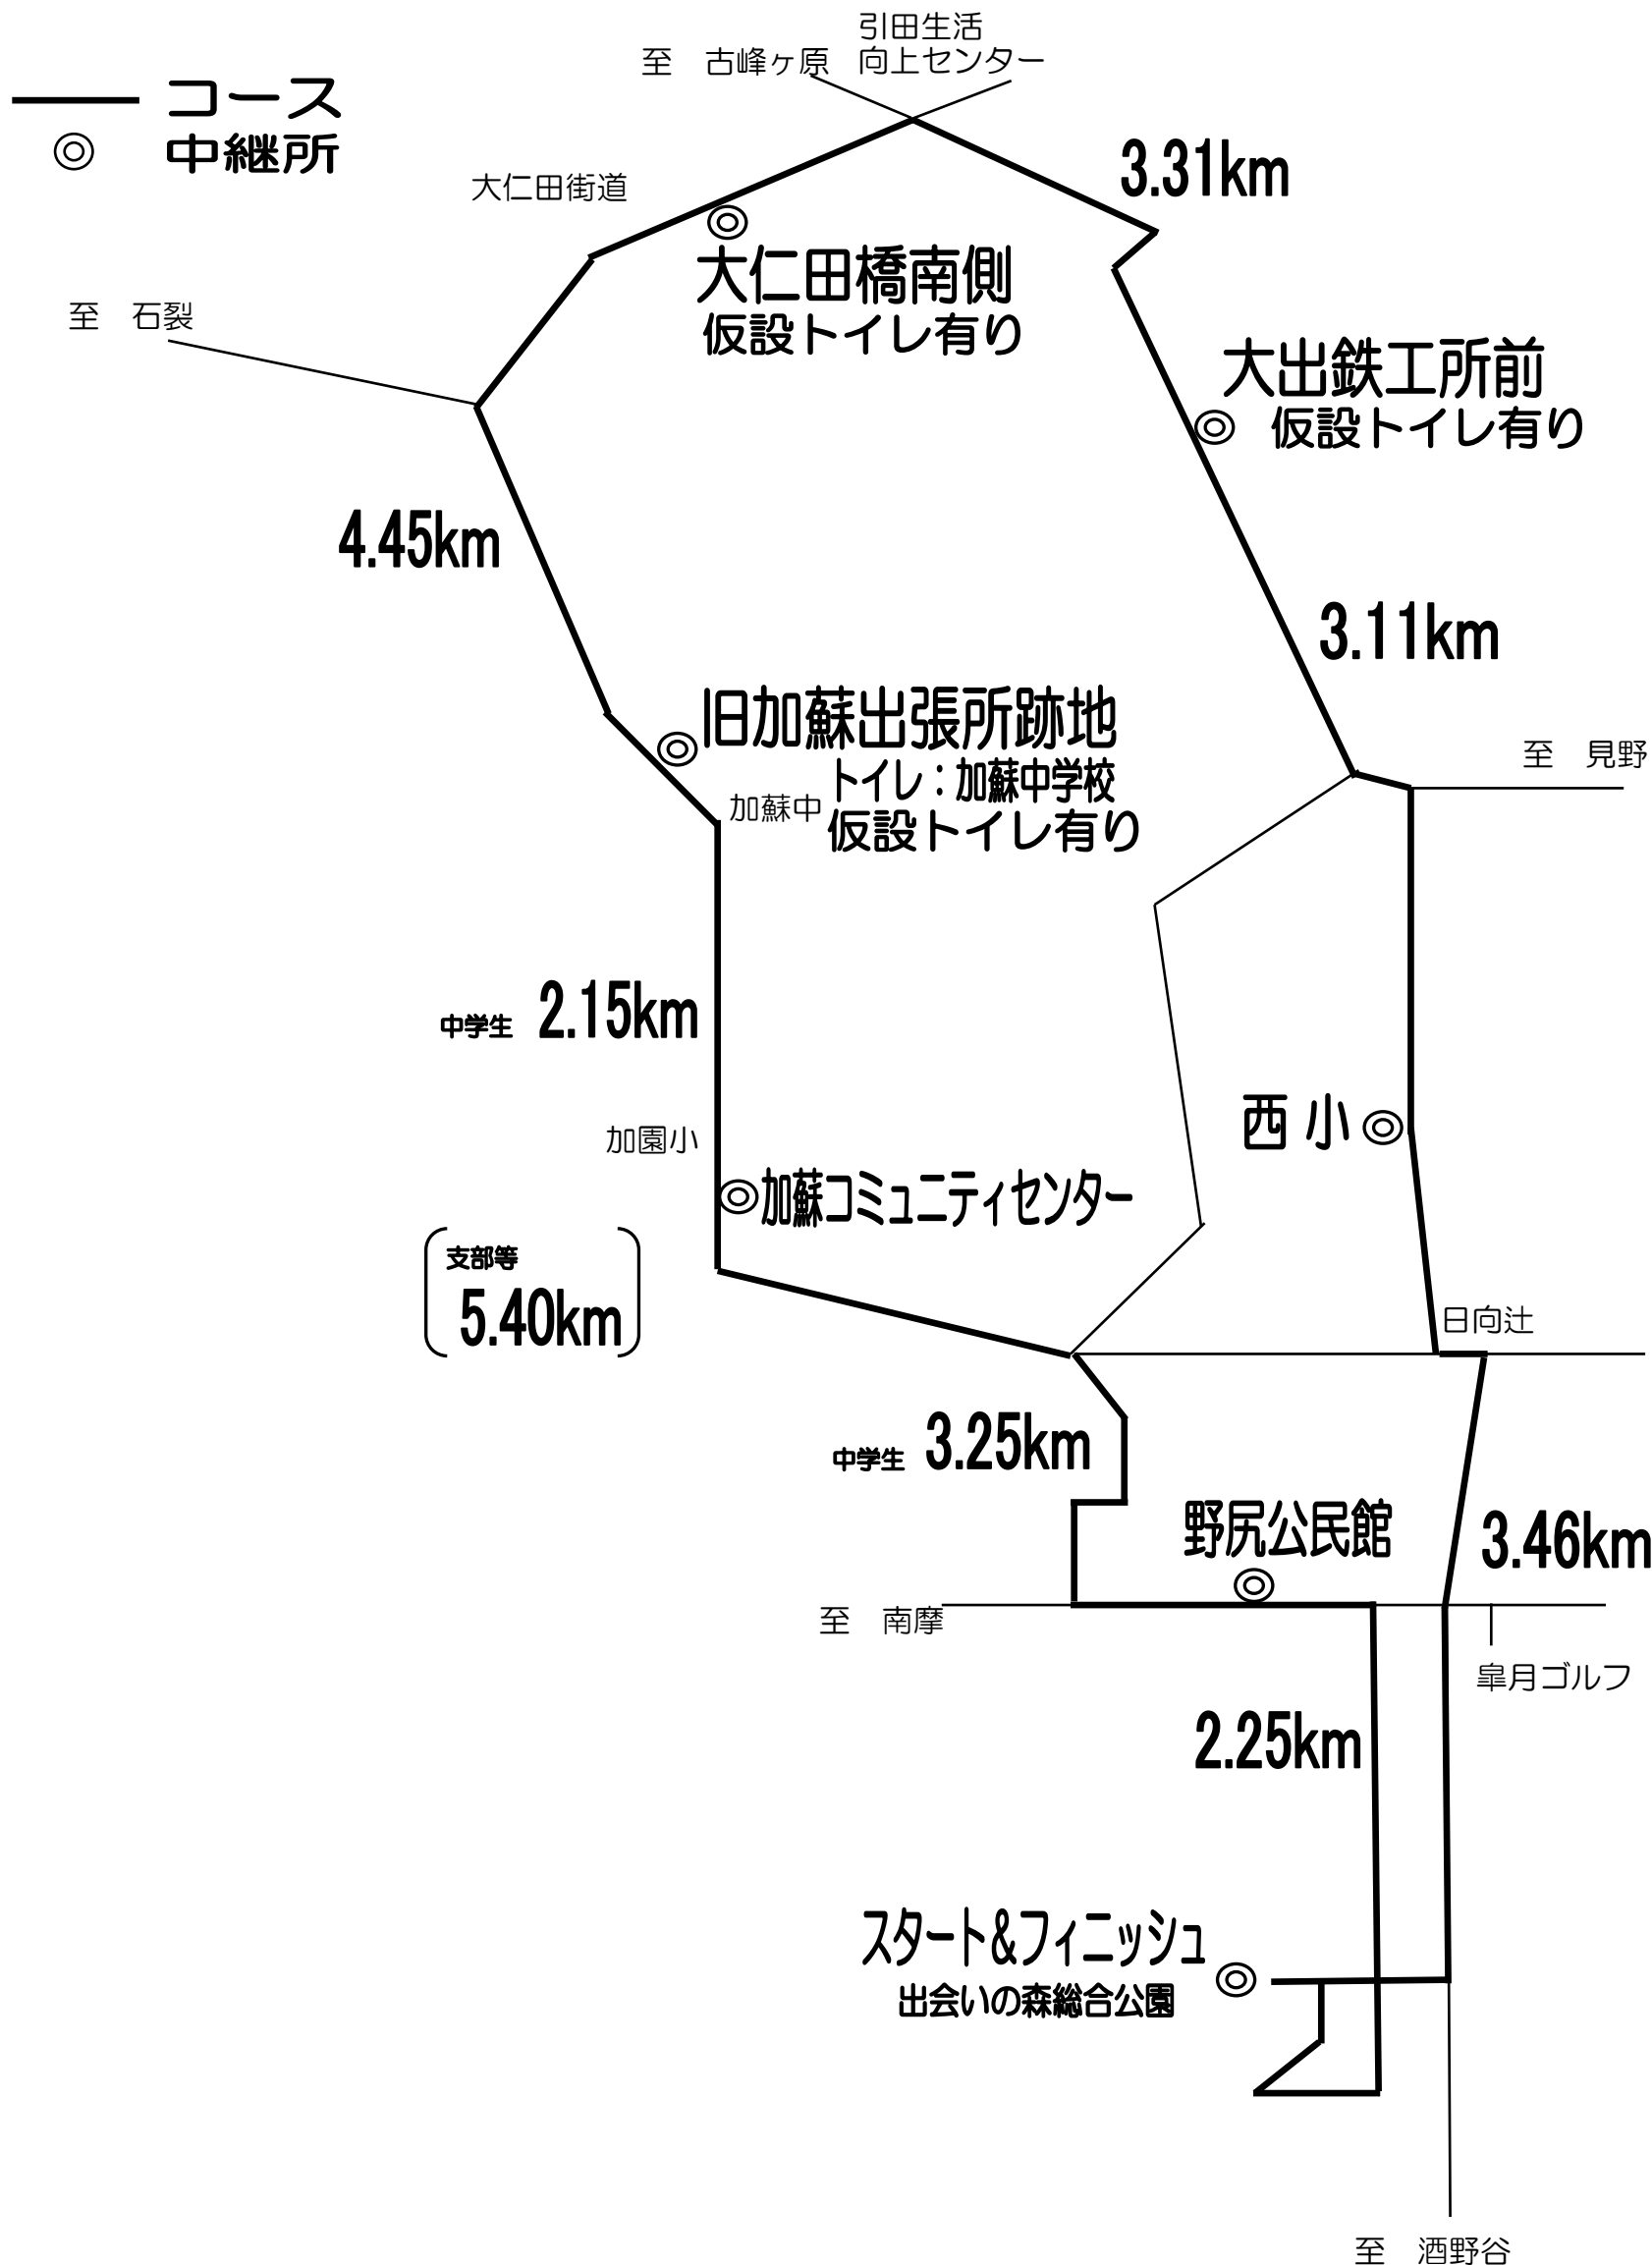 引田生活
至　古峰ヶ原　向上センター
コース
中継所
3.31km
大仁田街道
大仁田橋南側
仮設トイレ有り
至　石裂
大出鉄工所前
仮設トイレ有り
4.45km
3.11km
旧加蘇出張所跡地
トイレ：加蘇中学校
加蘇中
仮設トイレ有り
至　見野
中学生 2.15km
西 小
加園小
加蘇コミュニティセンター
支部等
5.40km
日向辻
中学生 3.25km
野尻公民館
3.46km
至　南摩
皐月ゴルフ
2.25km
スタート&フィニッシュ
出会いの森総合公園
至　酒野谷